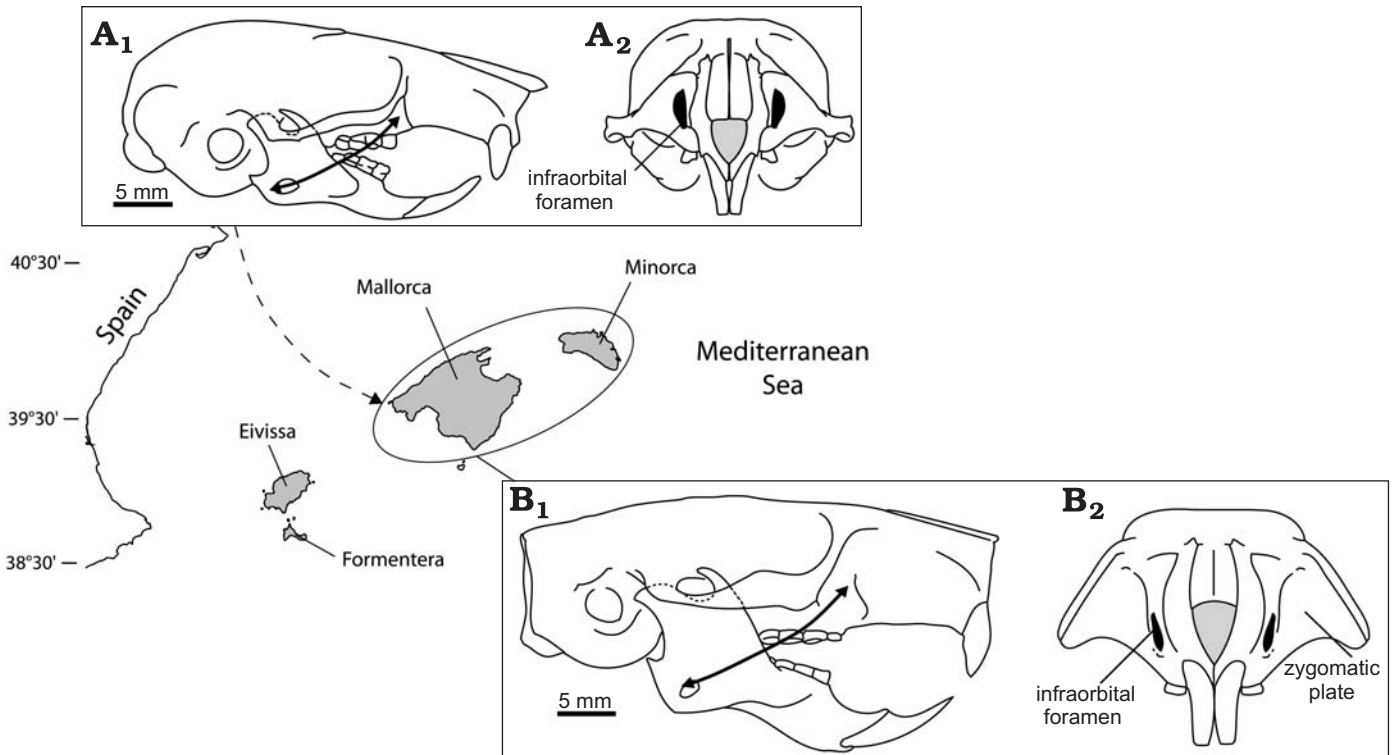 A1
A2
infraorbital
foramen
5 mm
40°30'
Minorca
Mallorca
Spain
Mediterranean
Sea
39°30'
Eivissa
38°30'
Formentera
B1
B2
5 mm
infraorbital
foramen
zygomatic
plate